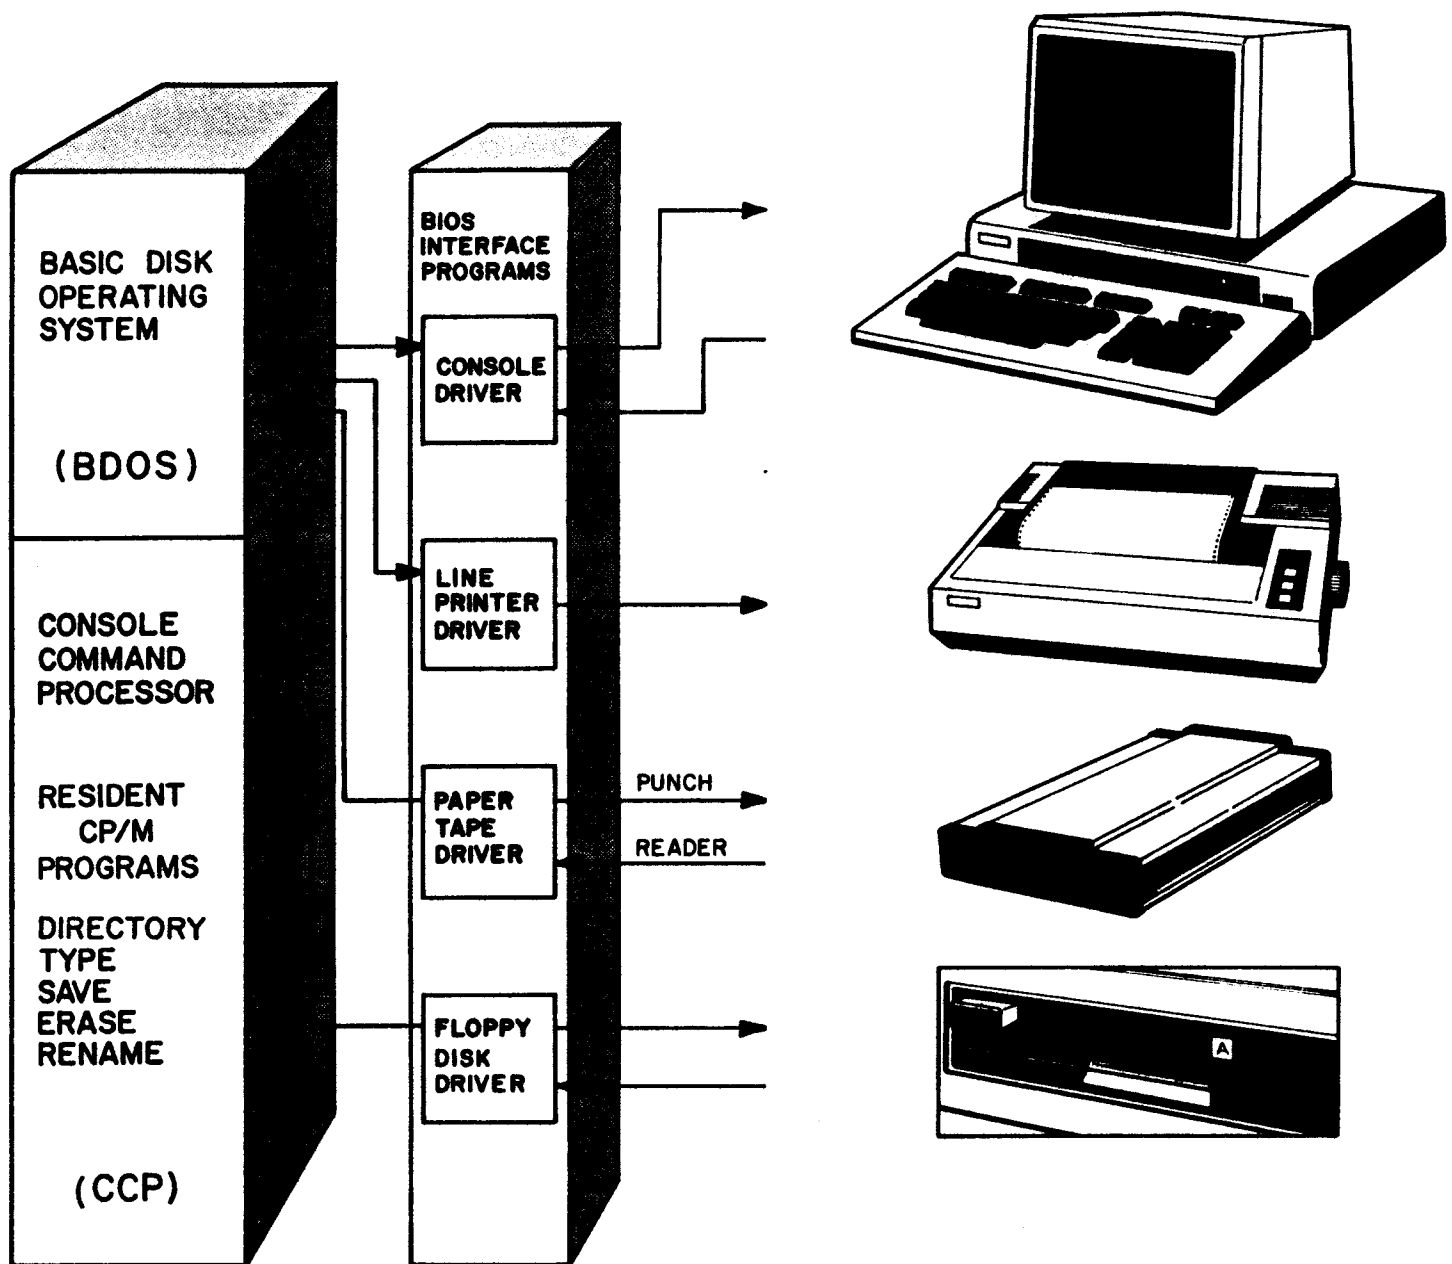 BASIC DISK
OPERATING
SYSTEM
(BDOS)
CONSOLE
COMMAND
PROCESSOR
RESIDENT
CP/M
PROGRAMS
DIRECTORY
TYPE
SAVE
ERASE
RENAME
(CCP)
BIOS
INTERFACE
PROGRAMS
CONSOLE
DRIVER
LINE
PRINTER
DRIVER
PAPER
TAPE
DRIVER
FLOPPY
DISK
DRIVER
PUNCH
READER
A